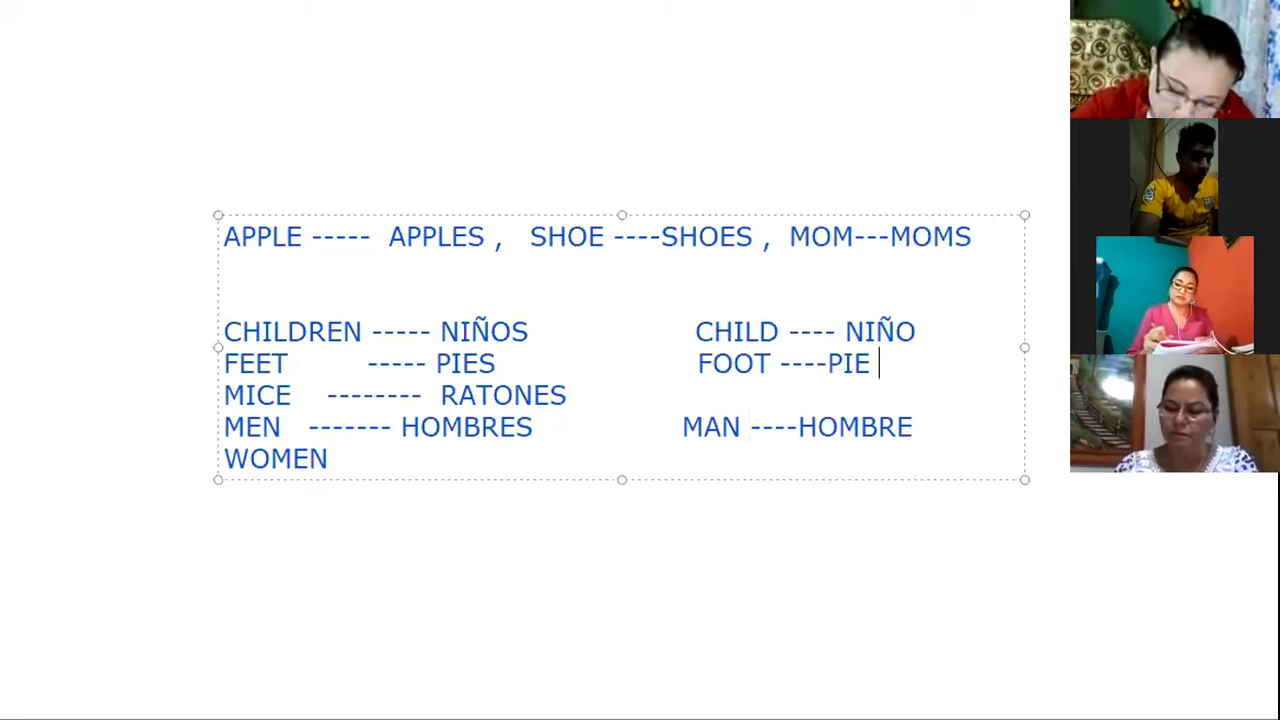 APPLE ----- APPLES , SHOE ----SHOES , MOM---MOMS
CHILDREN ----- NIÑOS CHILD ---- NIÑO
FEET ----- PIES FOOT ----PIE
MICE -------- RATONES
MEN ------- HOMBRES MAN ----HOMBRE
WOMEN